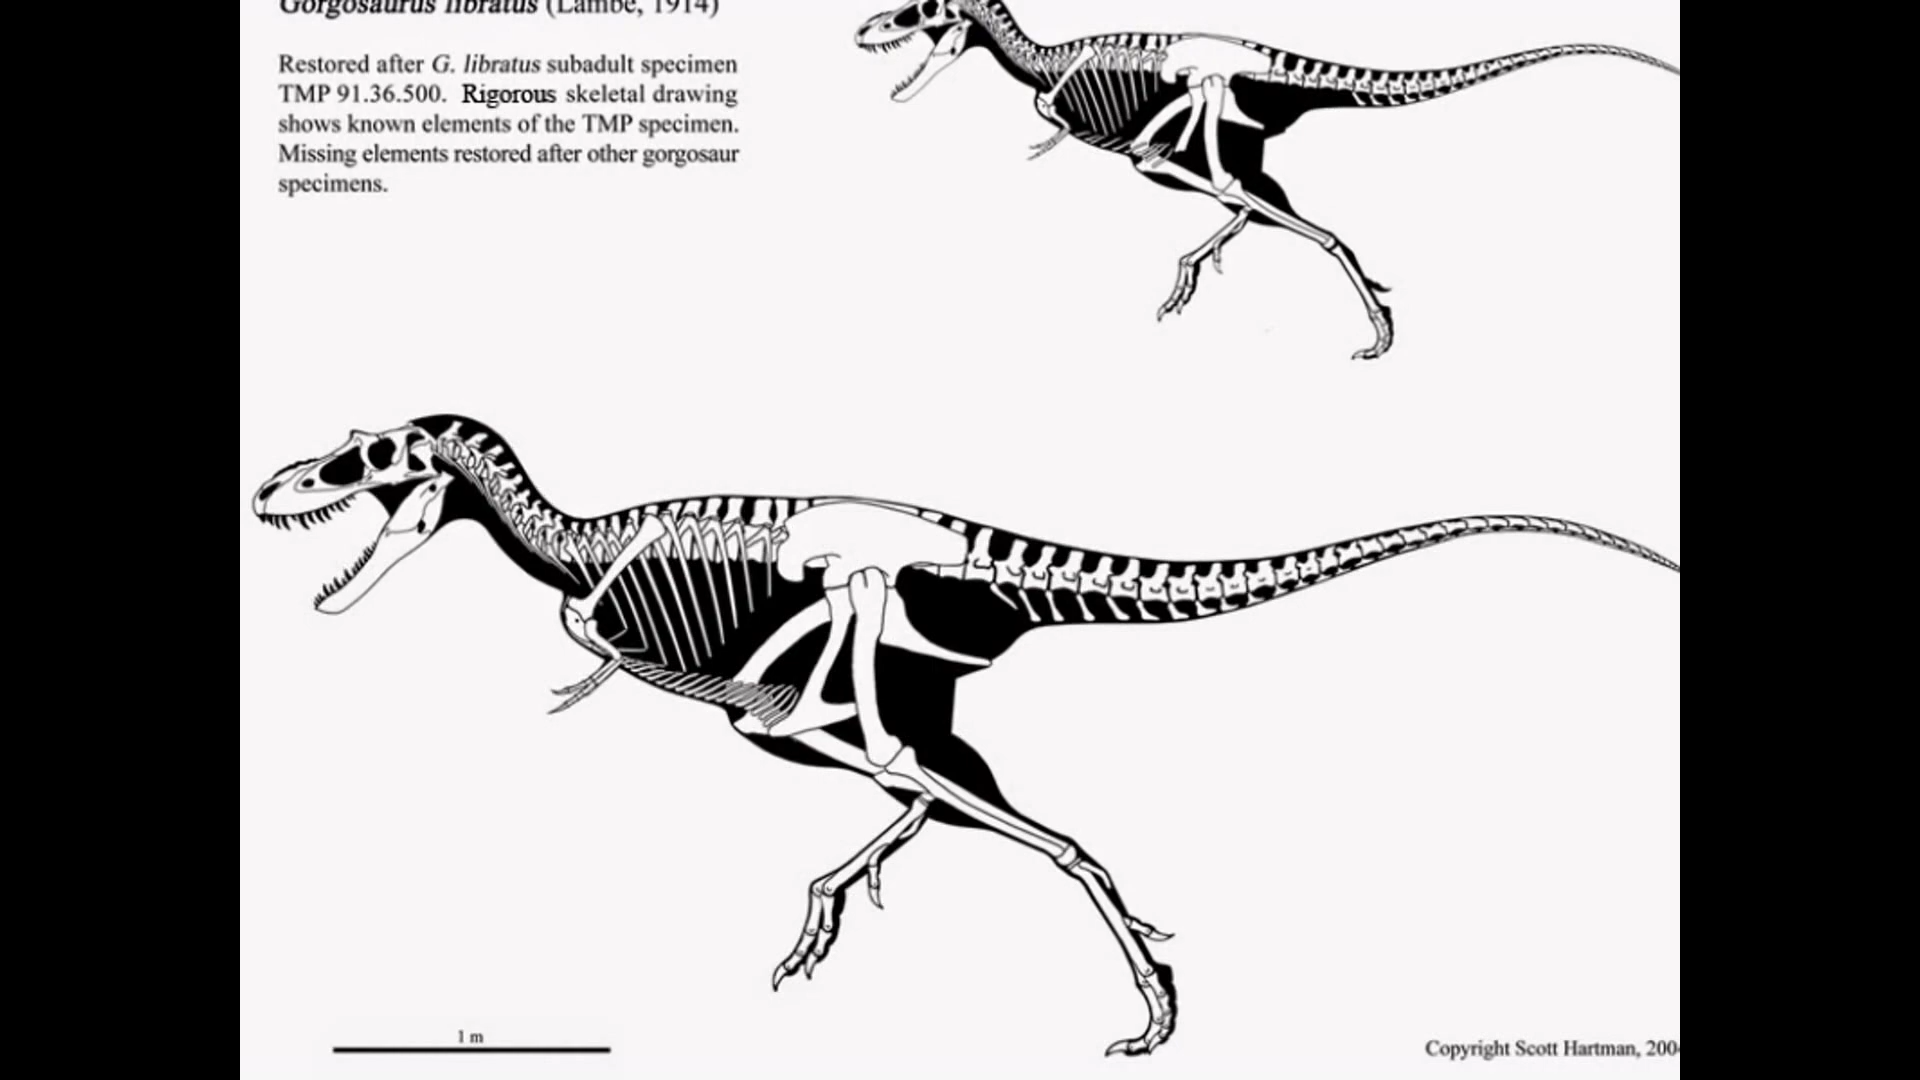 Gorgosaurus libratus (Lambe, 1914)
Restored after G. libratus subadult specimen
TMP 91.36.500. Rigorous skeletal drawing
shows known elements of the TMP specimen.
Missing elements restored after other gorgosaur
specimens.
1 m
Copyright Scott Hartman, 200